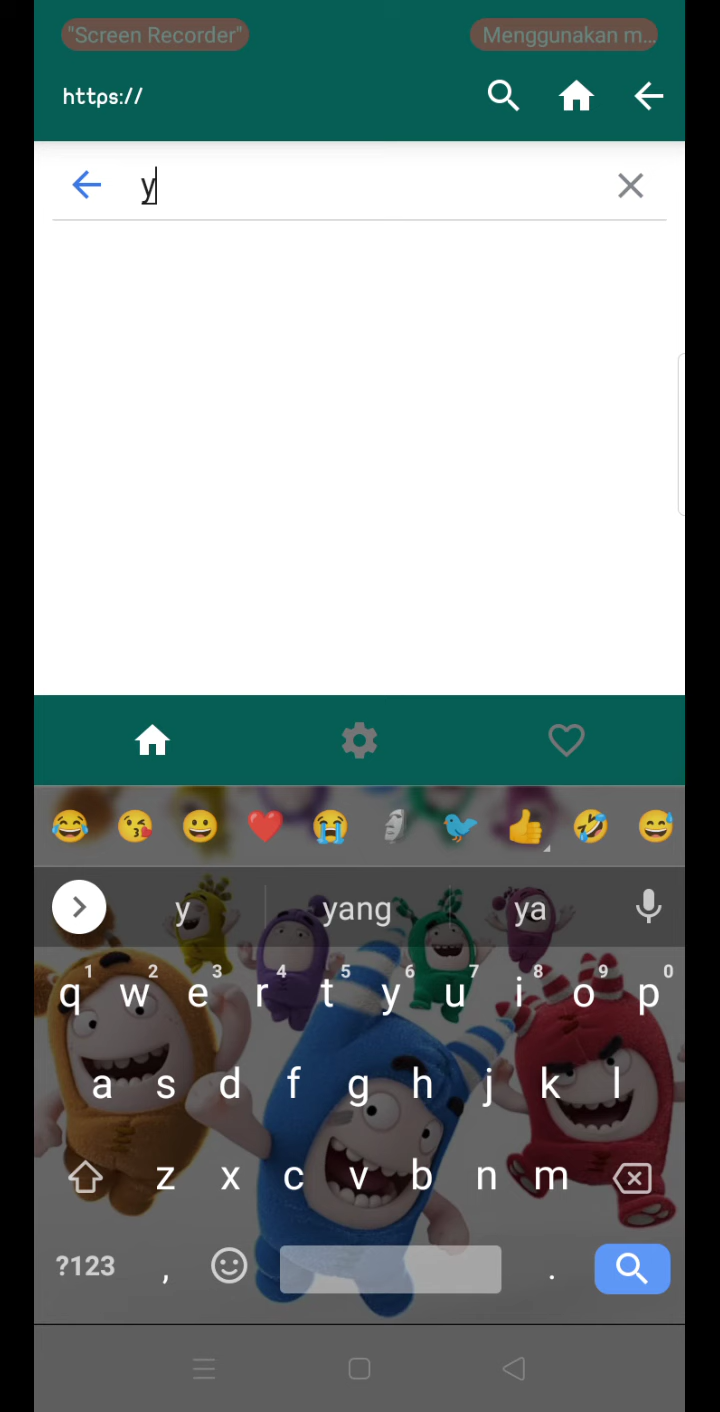 "Screen Recorder" Menggunakan m...
https://
y
y yang ya
1 2 3 4 5 6 7 8 9 0
q w e r t y u i o p
a s d f g h j k l
z x c v b n m
?123 , .